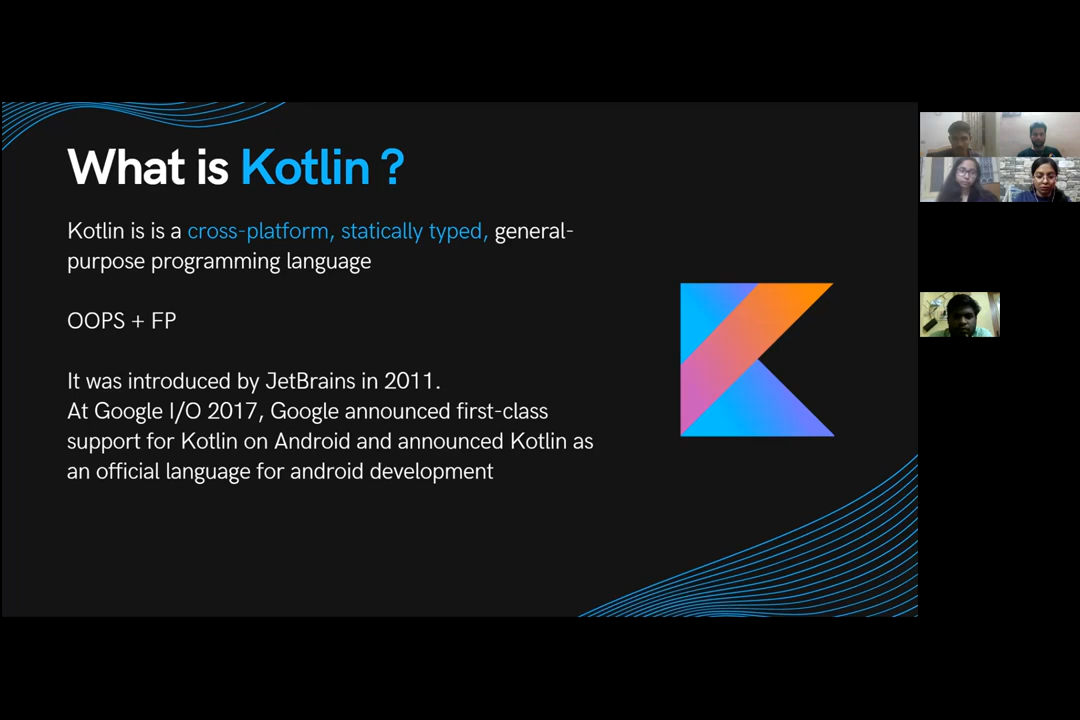 What is Kotlin ?
Kotlin is is a cross-platform, statically typed, general-
purpose programming language
OOPS + FP
It was introduced by JetBrains in 2011.
At Google I/O 2017, Google announced first-class
support for Kotlin on Android and announced Kotlin as
an official language for android development